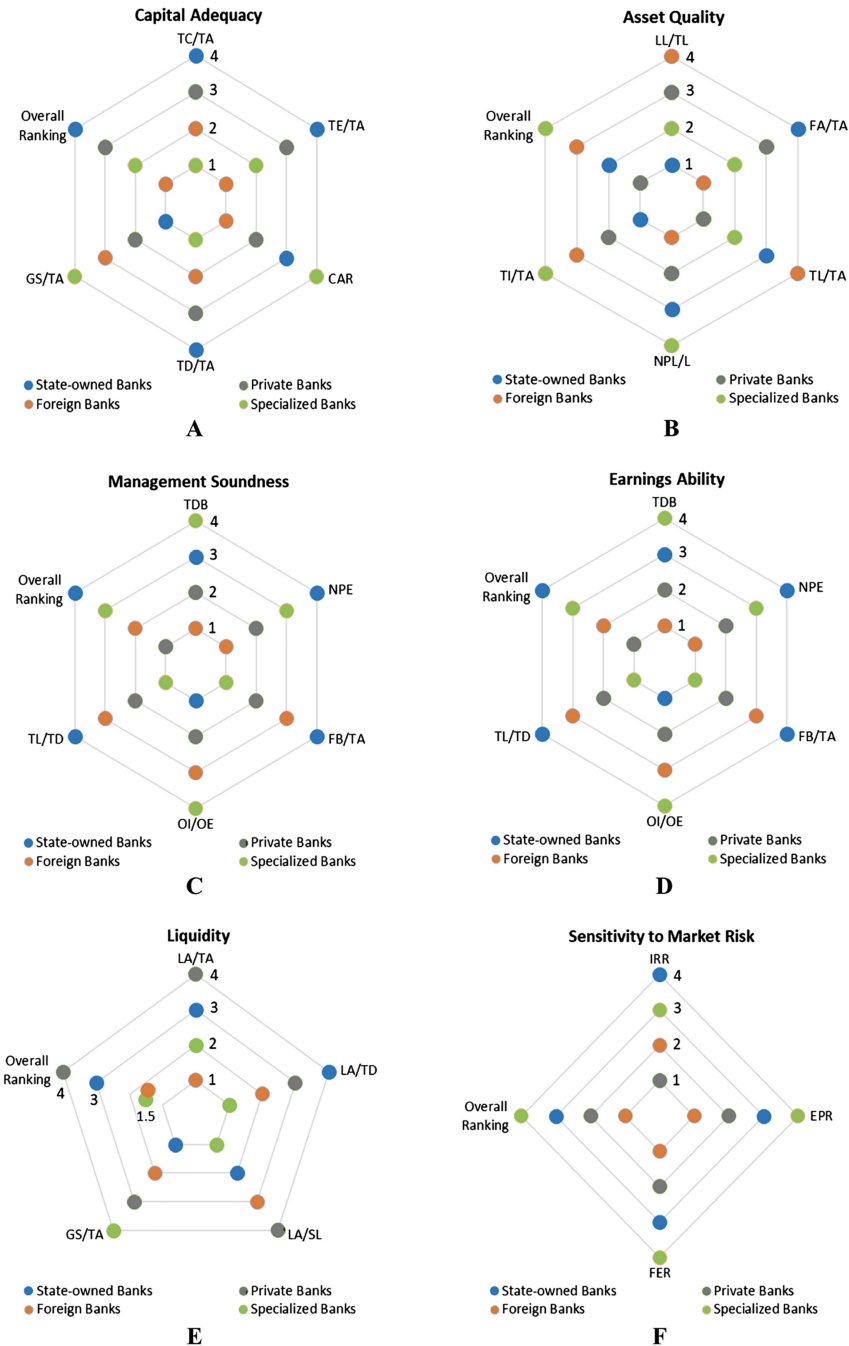 Capital Adequacy
TC/TA
4
3
2
1
Overall
Ranking
TE/TA
GS/TA
CAR
TD/TA
State-owned Banks
Private Banks
Foreign Banks
Specialized Banks
A
Asset Quality
LL/TL
4
3
2
1
Overall
Ranking
FA/TA
TI/TA
TL/TA
NPL/L
State-owned Banks
Private Banks
Foreign Banks
Specialized Banks
B
Management Soundness
TDB
4
3
2
1
Overall
Ranking
NPE
TL/TD
FB/TA
OI/OE
State-owned Banks
Private Banks
Foreign Banks
Specialized Banks
C
Earnings Ability
TDB
4
3
2
1
Overall
Ranking
NPE
TL/TD
FB/TA
OI/OE
State-owned Banks
Private Banks
Foreign Banks
Specialized Banks
D
Liquidity
LA/TA
4
3
2
1
Overall
Ranking
4
3
1.5
LA/TD
GS/TA
LA/SL
State-owned Banks
Private Banks
Foreign Banks
Specialized Banks
E
Sensitivity to Market Risk
IRR
4
3
2
1
Overall
Ranking
EPR
FER
State-owned Banks
Private Banks
Foreign Banks
Specialized Banks
F